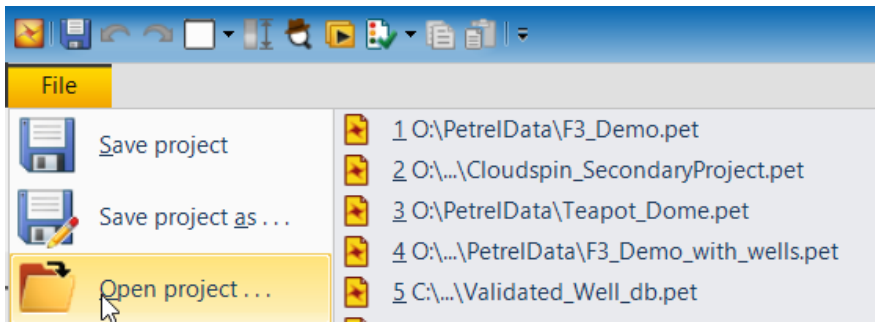 File
Save project
Save project as . . .
Open project . . .
1 O:\PetrelData\F3_Demo.pet
2 O:\...\Cloudspin_SecondaryProject.pet
3 O:\PetrelData\Teapot_Dome.pet
4 O:\...\PetrelData\F3_Demo_with_wells.pet
5 C:\...\Validated_Well_db.pet